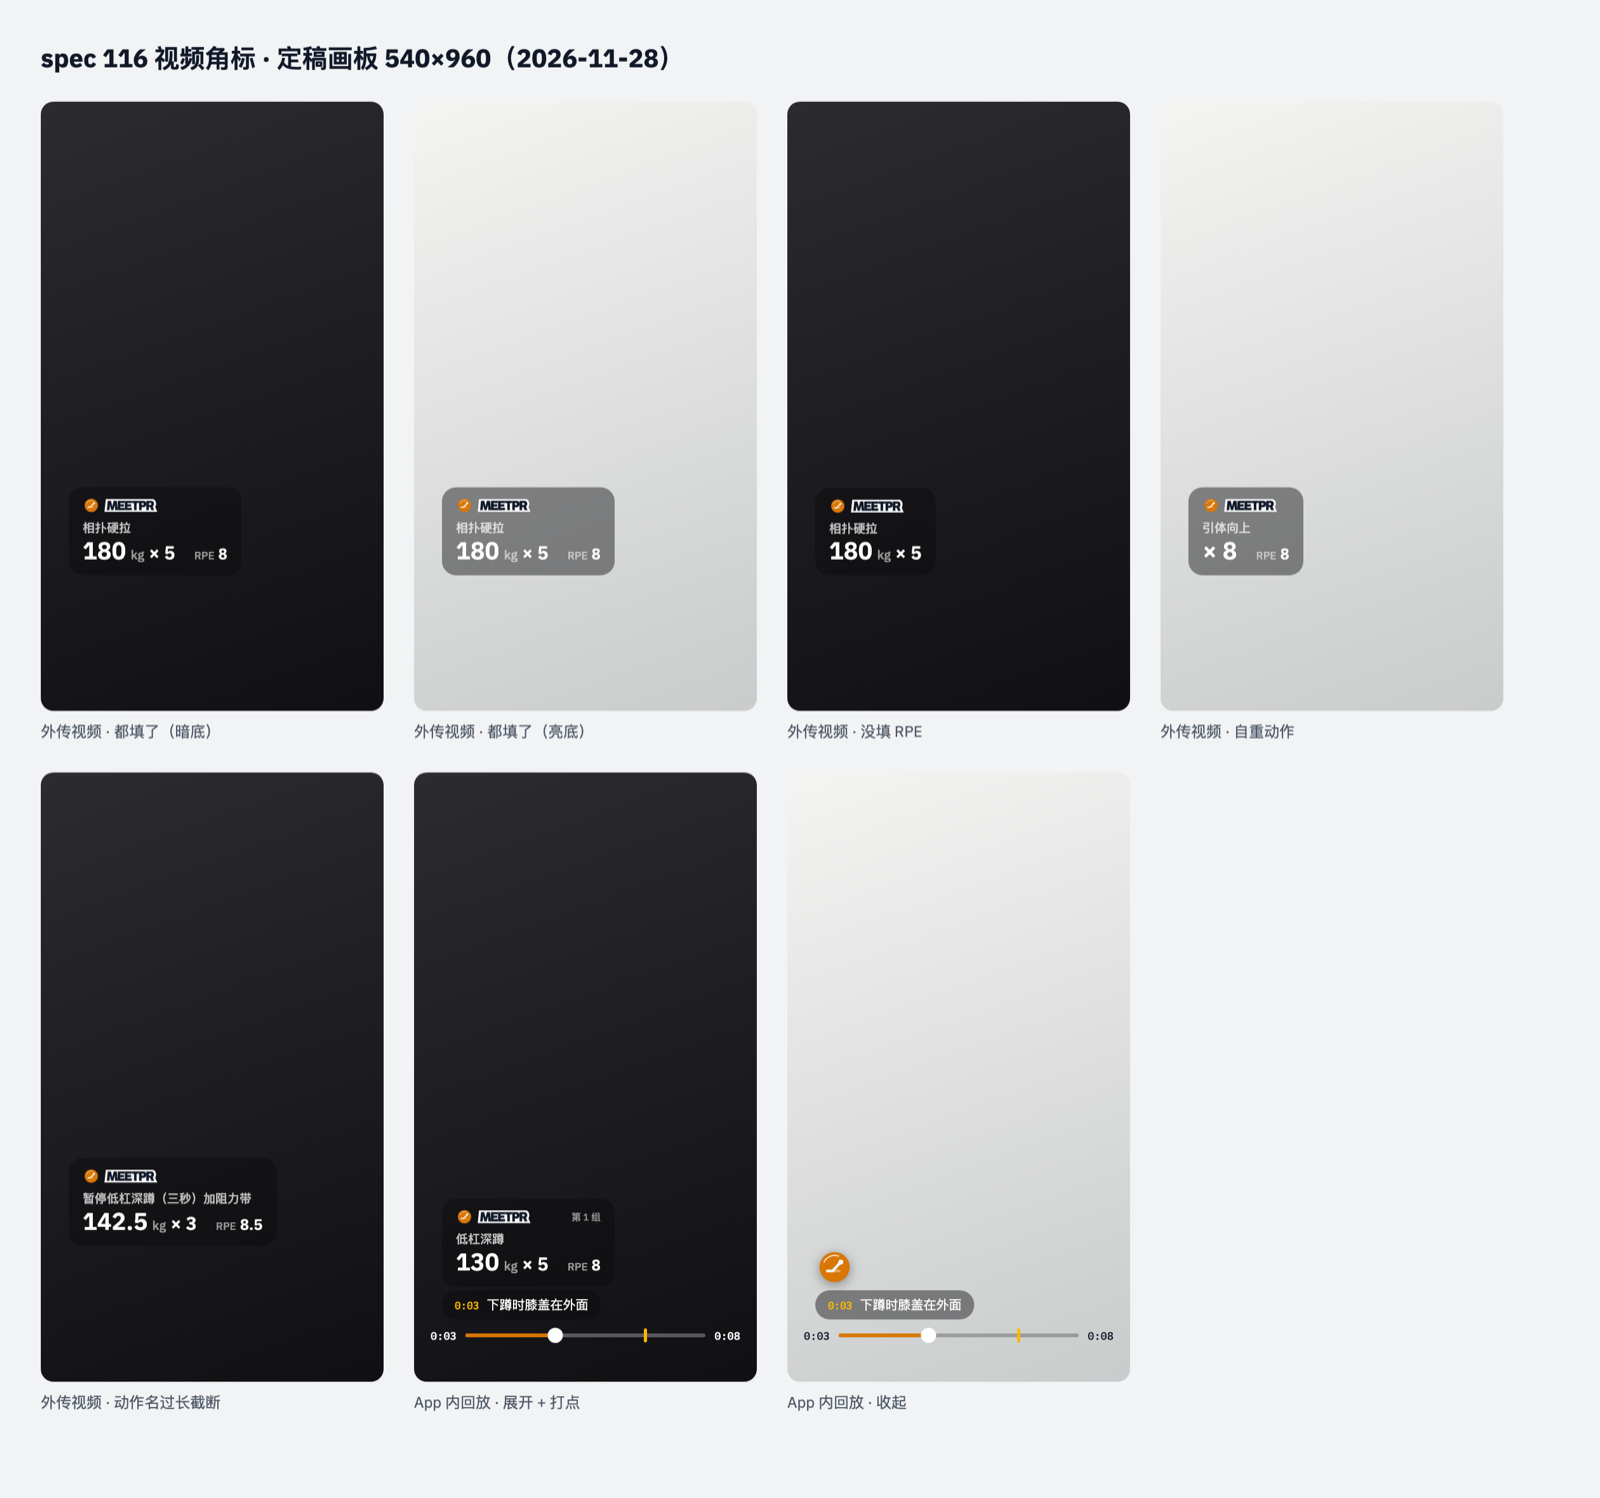 spec 116 视频角标 · 定稿画板 540×960（2026-11-28）
MEETPR
相扑硬拉
180 kg × 5 RPE 8
外传视频 · 都填了（暗底）
MEETPR
相扑硬拉
180 kg × 5 RPE 8
外传视频 · 都填了（亮底）
MEETPR
相扑硬拉
180 kg × 5
外传视频 · 没填 RPE
MEETPR
引体向上
× 8 RPE 8
外传视频 · 自重动作
MEETPR
暂停低杠深蹲（三秒）加阻力带
142.5 kg × 3 RPE 8.5
外传视频 · 动作名过长截断
MEETPR 第 1 组
低杠深蹲
130 kg × 5 RPE 8
0:03 下蹲时膝盖在外面
0:03 0:08
App 内回放 · 展开 + 打点
0:03 下蹲时膝盖在外面
0:03 0:08
App 内回放 · 收起